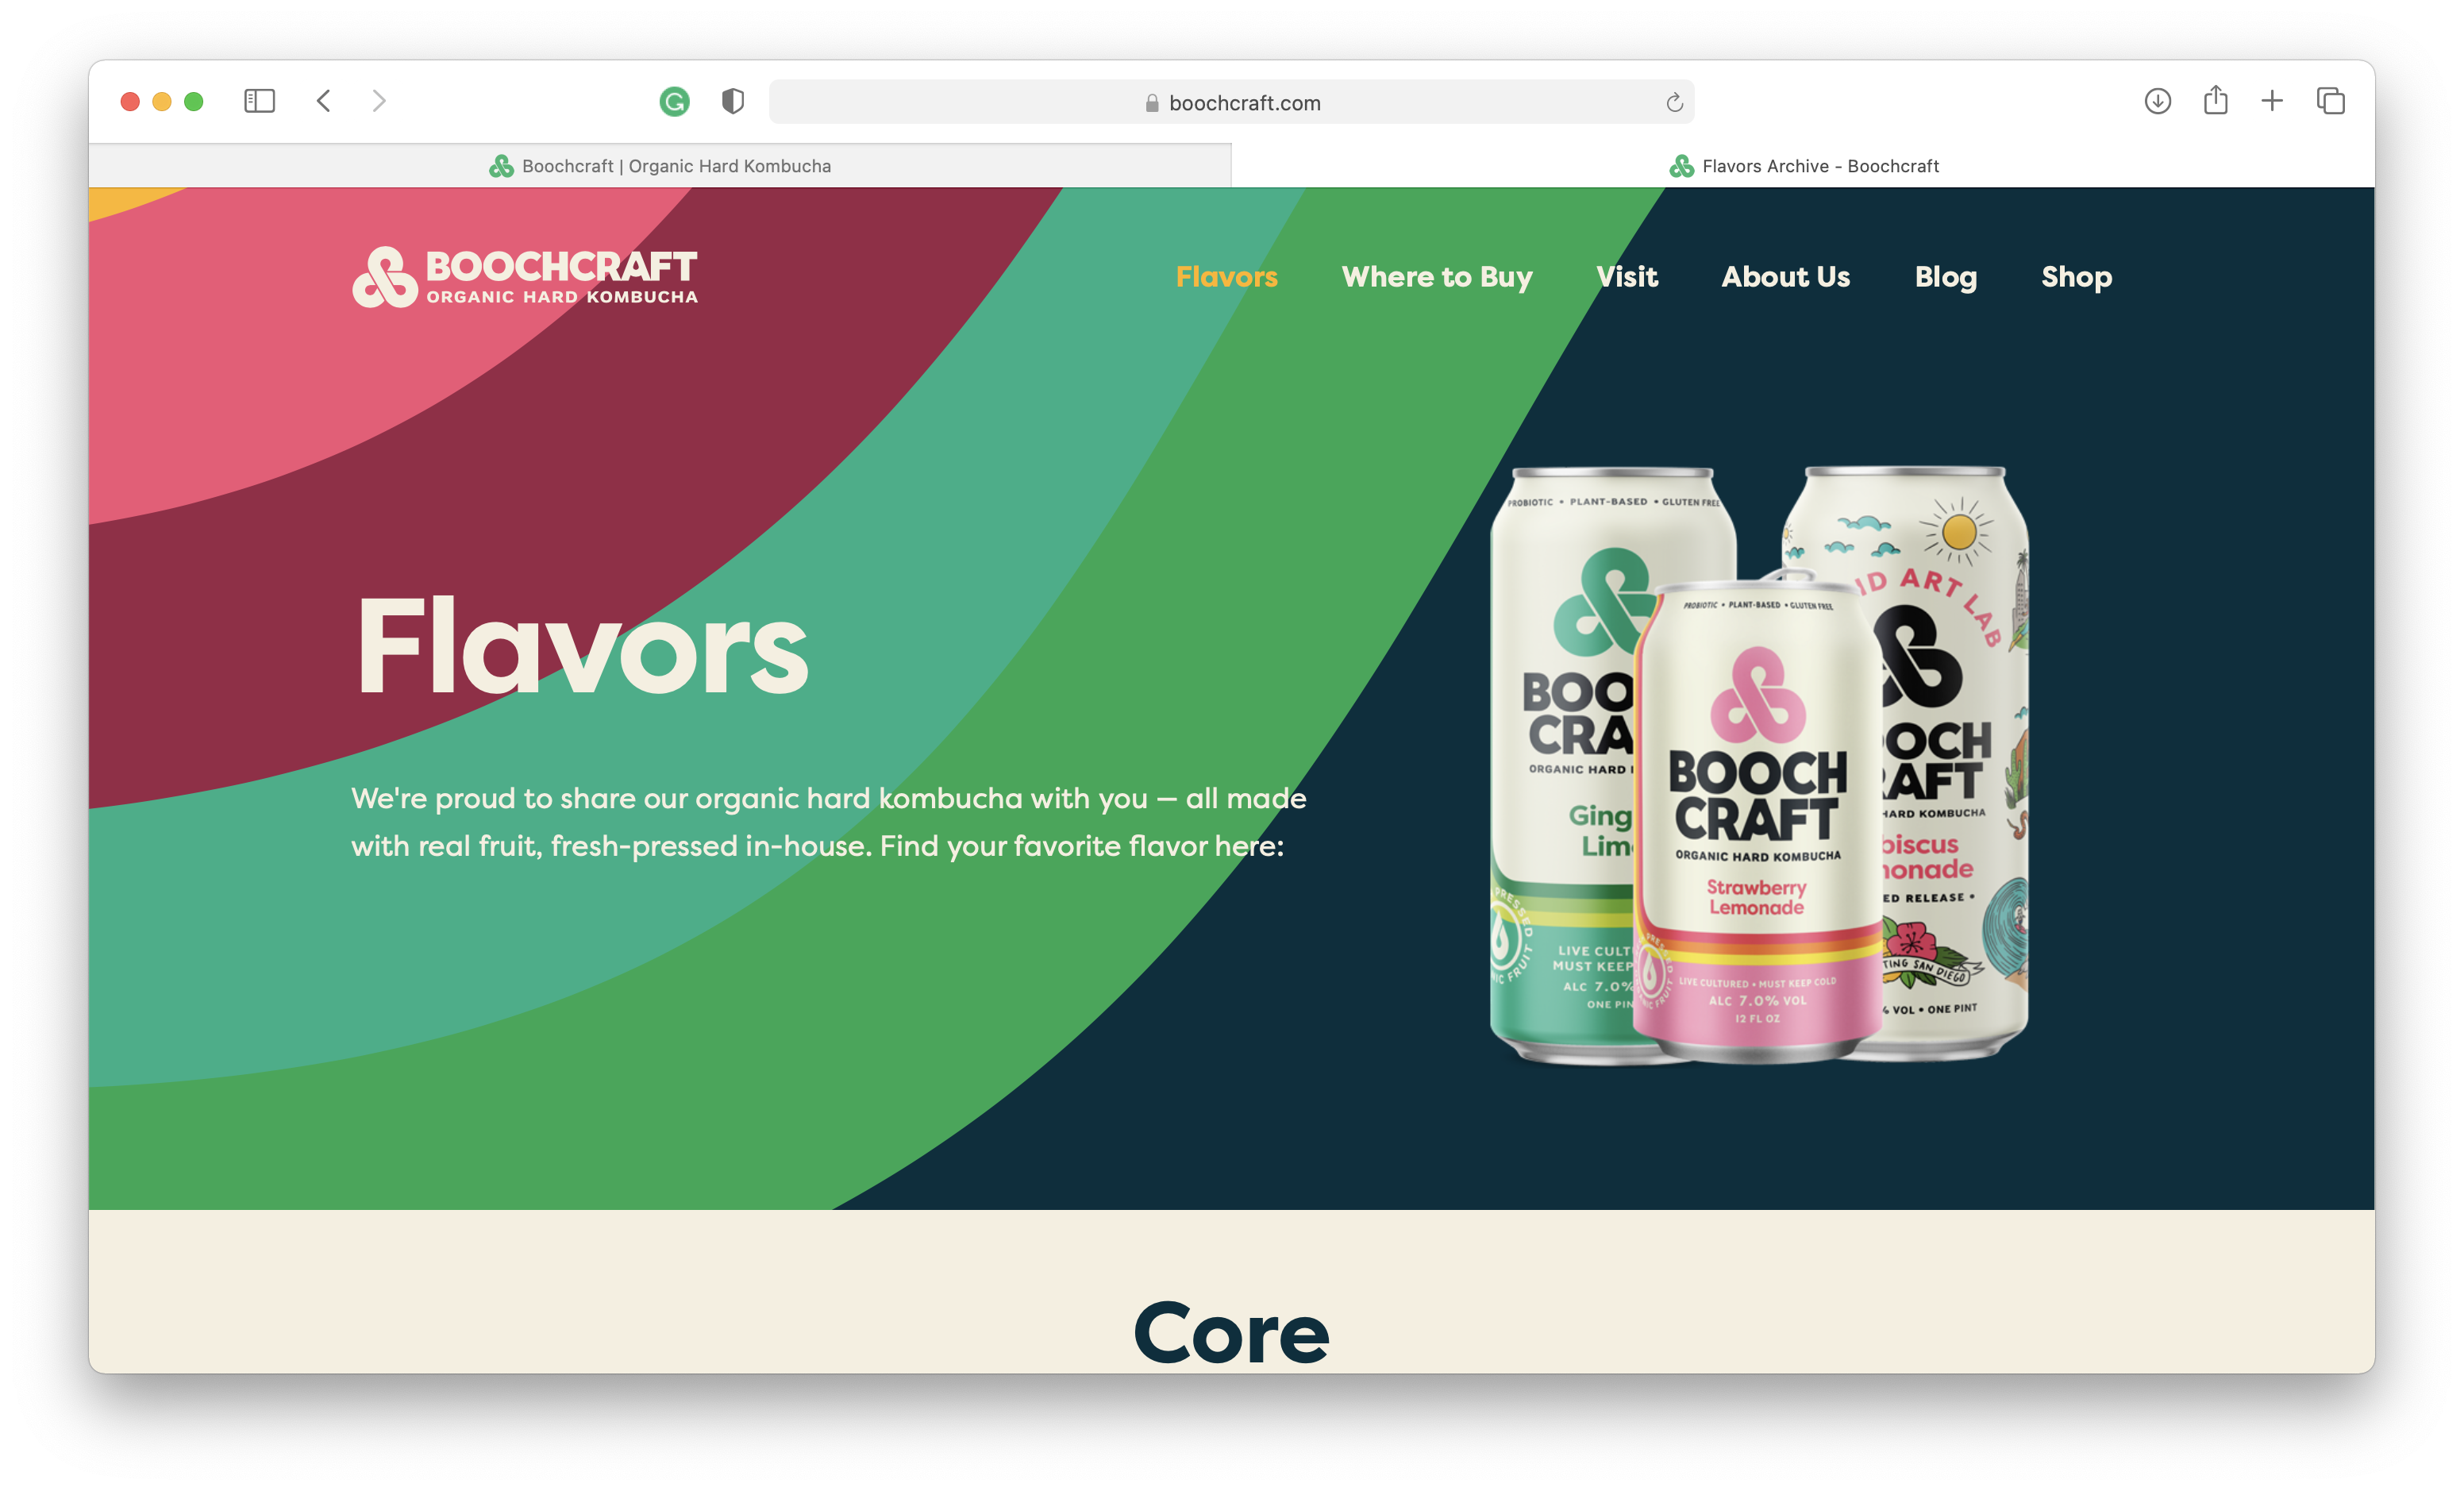 boochcraft.com
Boochcraft | Organic Hard Kombucha
Flavors Archive - Boochcraft
BOOCHCRAFT
ORGANIC HARD KOMBUCHA
Flavors
Where to Buy
Visit
About Us
Blog
Shop
Flavors
We're proud to share our organic hard kombucha with you — all made
with real fruit, fresh-pressed in-house. Find your favorite flavor here:
PROBIOTIC • PLANT-BASED • GLUTEN FREE
BOO
CRA
ORGANIC HARD
Ging
Lim
PRESSED
FRUIT
LIVE CULT
MUST KEEP
ALC 7.0%
ONE PIN
PROBIOTIC • PLANT-BASED • GLUTEN FREE
BOOCH
CRAFT
ORGANIC HARD KOMBUCHA
Strawberry
Lemonade
LIVE CULTURED • MUST KEEP COLD
ALC 7.0% VOL
12 FL OZ
ID ART LAB
OOCH
RAFT
HARD KOMBUCHA
biscus
onade
ED RELEASE •
TING SAN DIEGO
% VOL • ONE PINT
Core